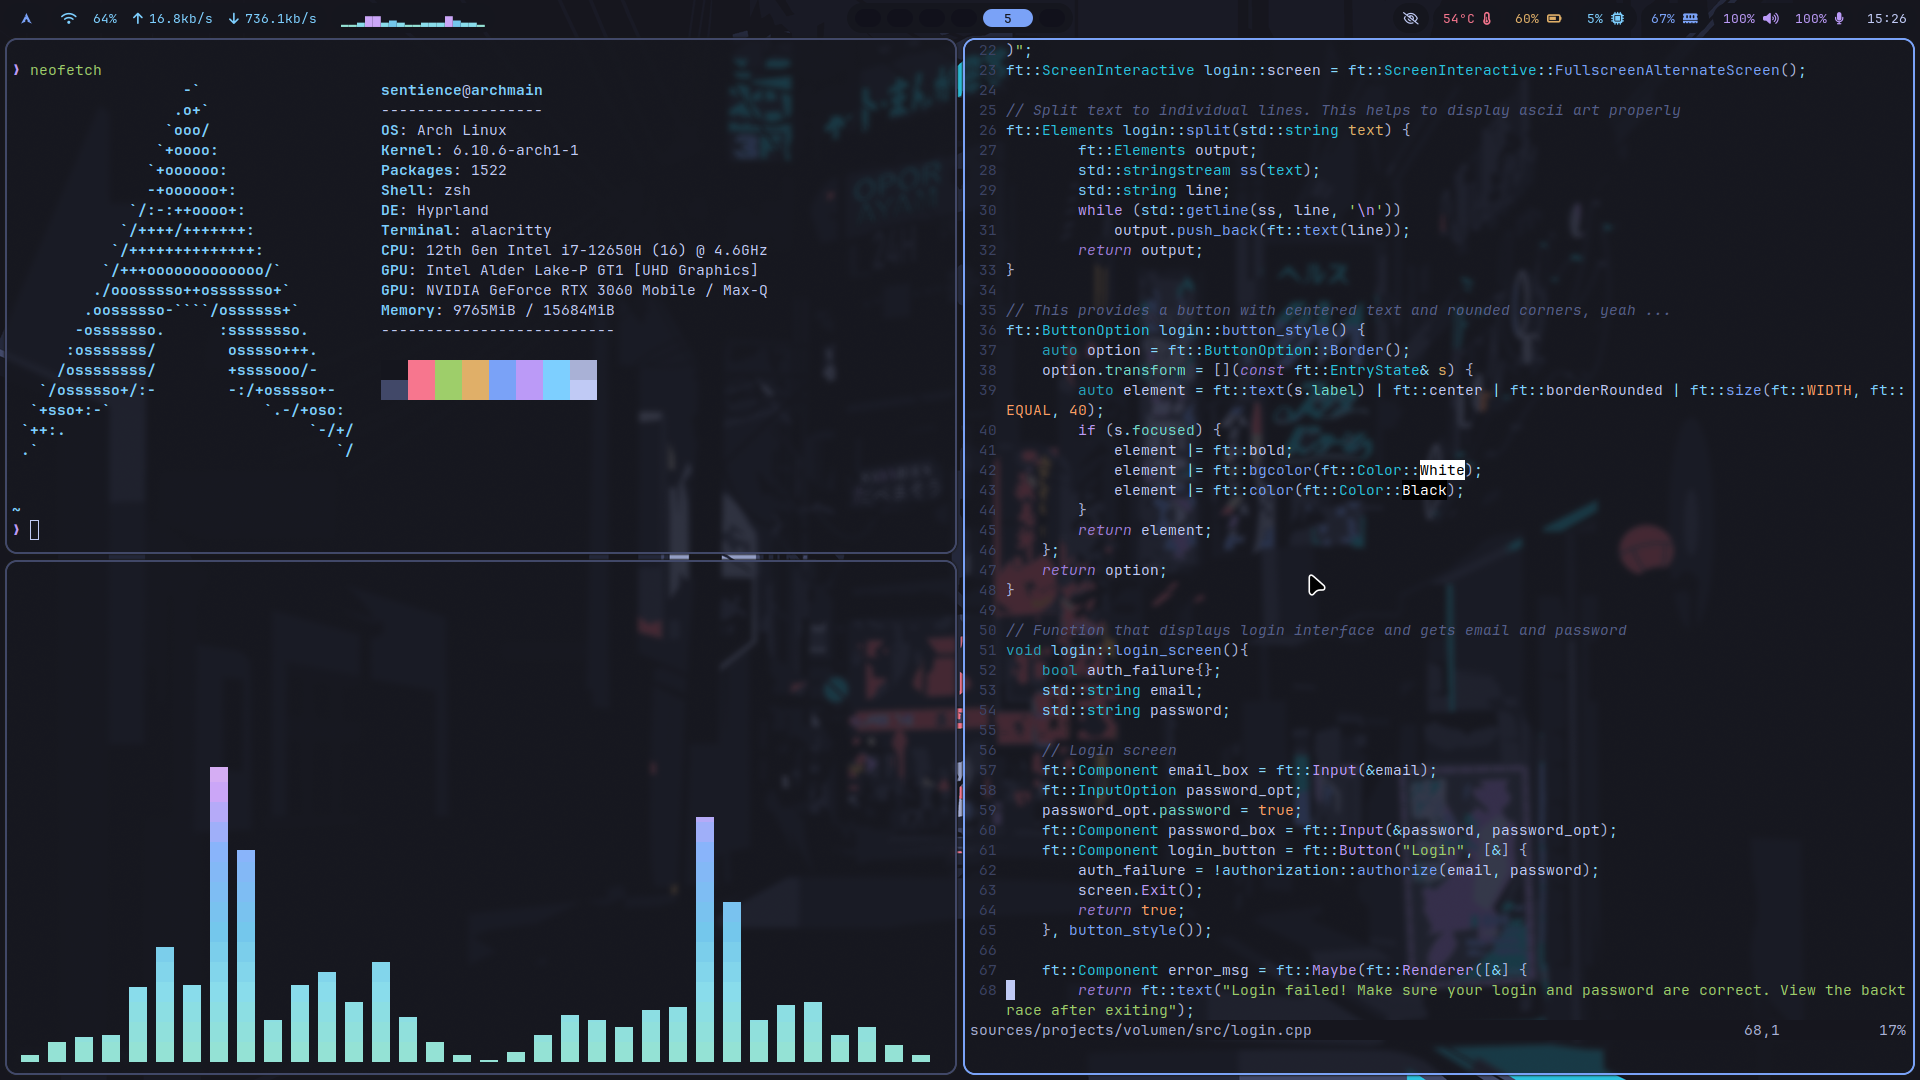 64% 16.8kb/s 736.1kb/s 5 54°C 60% 5% 67% 100% 100% 15:26
❱ neofetch
-`
.o+`
`ooo/
`+oooo:
`+oooooo:
-+oooooo+:
`/:-:++oooo+:
`/++++/+++++++:
`/++++++++++++++:
`/+++ooooooooooooo/`
./ooosssso++osssssso+`
.oossssso-````/ossssss+`
-osssssso. :ssssssso.
:osssssss/ osssso+++.
/ossssssss/ +ssssooo/-
`/ossssso+/:- -:/+osssso+-
`+sso+:-` `.-/+oso:
`++:. `-/+/
.` `/
sentience@archmain
------------------
OS: Arch Linux
Kernel: 6.10.6-arch1-1
Packages: 1522
Shell: zsh
DE: Hyprland
Terminal: alacritty
CPU: 12th Gen Intel i7-12650H (16) @ 4.6GHz
GPU: Intel Alder Lake-P GT1 [UHD Graphics]
GPU: NVIDIA GeForce RTX 3060 Mobile / Max-Q
Memory: 9765MiB / 15684MiB
--------------------------
~
❱
22 )";
23 ft::ScreenInteractive login::screen = ft::ScreenInteractive::FullscreenAlternateScreen();
24
25 // Split text to individual lines. This helps to display ascii art properly
26 ft::Elements login::split(std::string text) {
27 ft::Elements output;
28 std::stringstream ss(text);
29 std::string line;
30 while (std::getline(ss, line, '\n'))
31 output.push_back(ft::text(line));
32 return output;
33 }
34
35 // This provides a button with centered text and rounded corners, yeah ...
36 ft::ButtonOption login::button_style() {
37 auto option = ft::ButtonOption::Border();
38 option.transform = [](const ft::EntryState& s) {
39 auto element = ft::text(s.label) | ft::center | ft::borderRounded | ft::size(ft::WIDTH, ft::
EQUAL, 40);
40 if (s.focused) {
41 element |= ft::bold;
42 element |= ft::bgcolor(ft::Color::White);
43 element |= ft::color(ft::Color::Black);
44 }
45 return element;
46 };
47 return option;
48 }
49
50 // Function that displays login interface and gets email and password
51 void login::login_screen(){
52 bool auth_failure{};
53 std::string email;
54 std::string password;
55
56 // Login screen
57 ft::Component email_box = ft::Input(&email);
58 ft::InputOption password_opt;
59 password_opt.password = true;
60 ft::Component password_box = ft::Input(&password, password_opt);
61 ft::Component login_button = ft::Button("Login", [&] {
62 auth_failure = !authorization::authorize(email, password);
63 screen.Exit();
64 return true;
65 }, button_style());
66
67 ft::Component error_msg = ft::Maybe(ft::Renderer([&] {
68 return ft::text("Login failed! Make sure your login and password are correct. View the backt
race after exiting");
sources/projects/volumen/src/login.cpp 68,1 17%